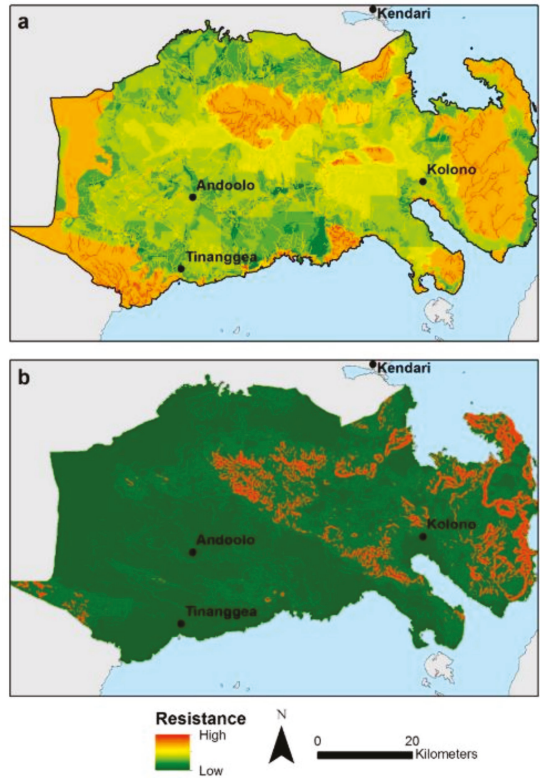 a
Kendari
Kolono
Andoolo
Tinanggea
b
Kendari
Kolono
Andoolo
Tinanggea
Resistance
High
Low
N
0 20
Kilometers